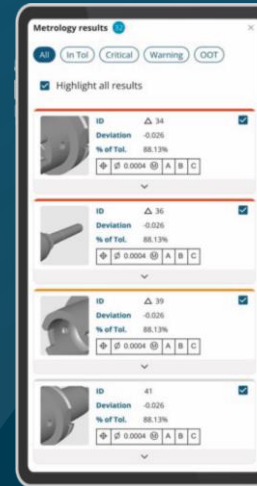 Metrology results 12
All In Tol Critical Warning OOT
Highlight all results
ID △ 34
Deviation -0.026
% of Tol. 88.13%
⌖ Ø 0.0004 Ⓜ A B C
ID △ 36
Deviation -0.026
% of Tol. 88.13%
⌖ Ø 0.0004 Ⓜ A B C
ID △ 39
Deviation -0.026
% of Tol. 88.13%
⌖ Ø 0.0004 Ⓜ A B C
ID 41
Deviation -0.026
% of Tol. 88.13%
⌖ Ø 0.0004 Ⓜ A B C